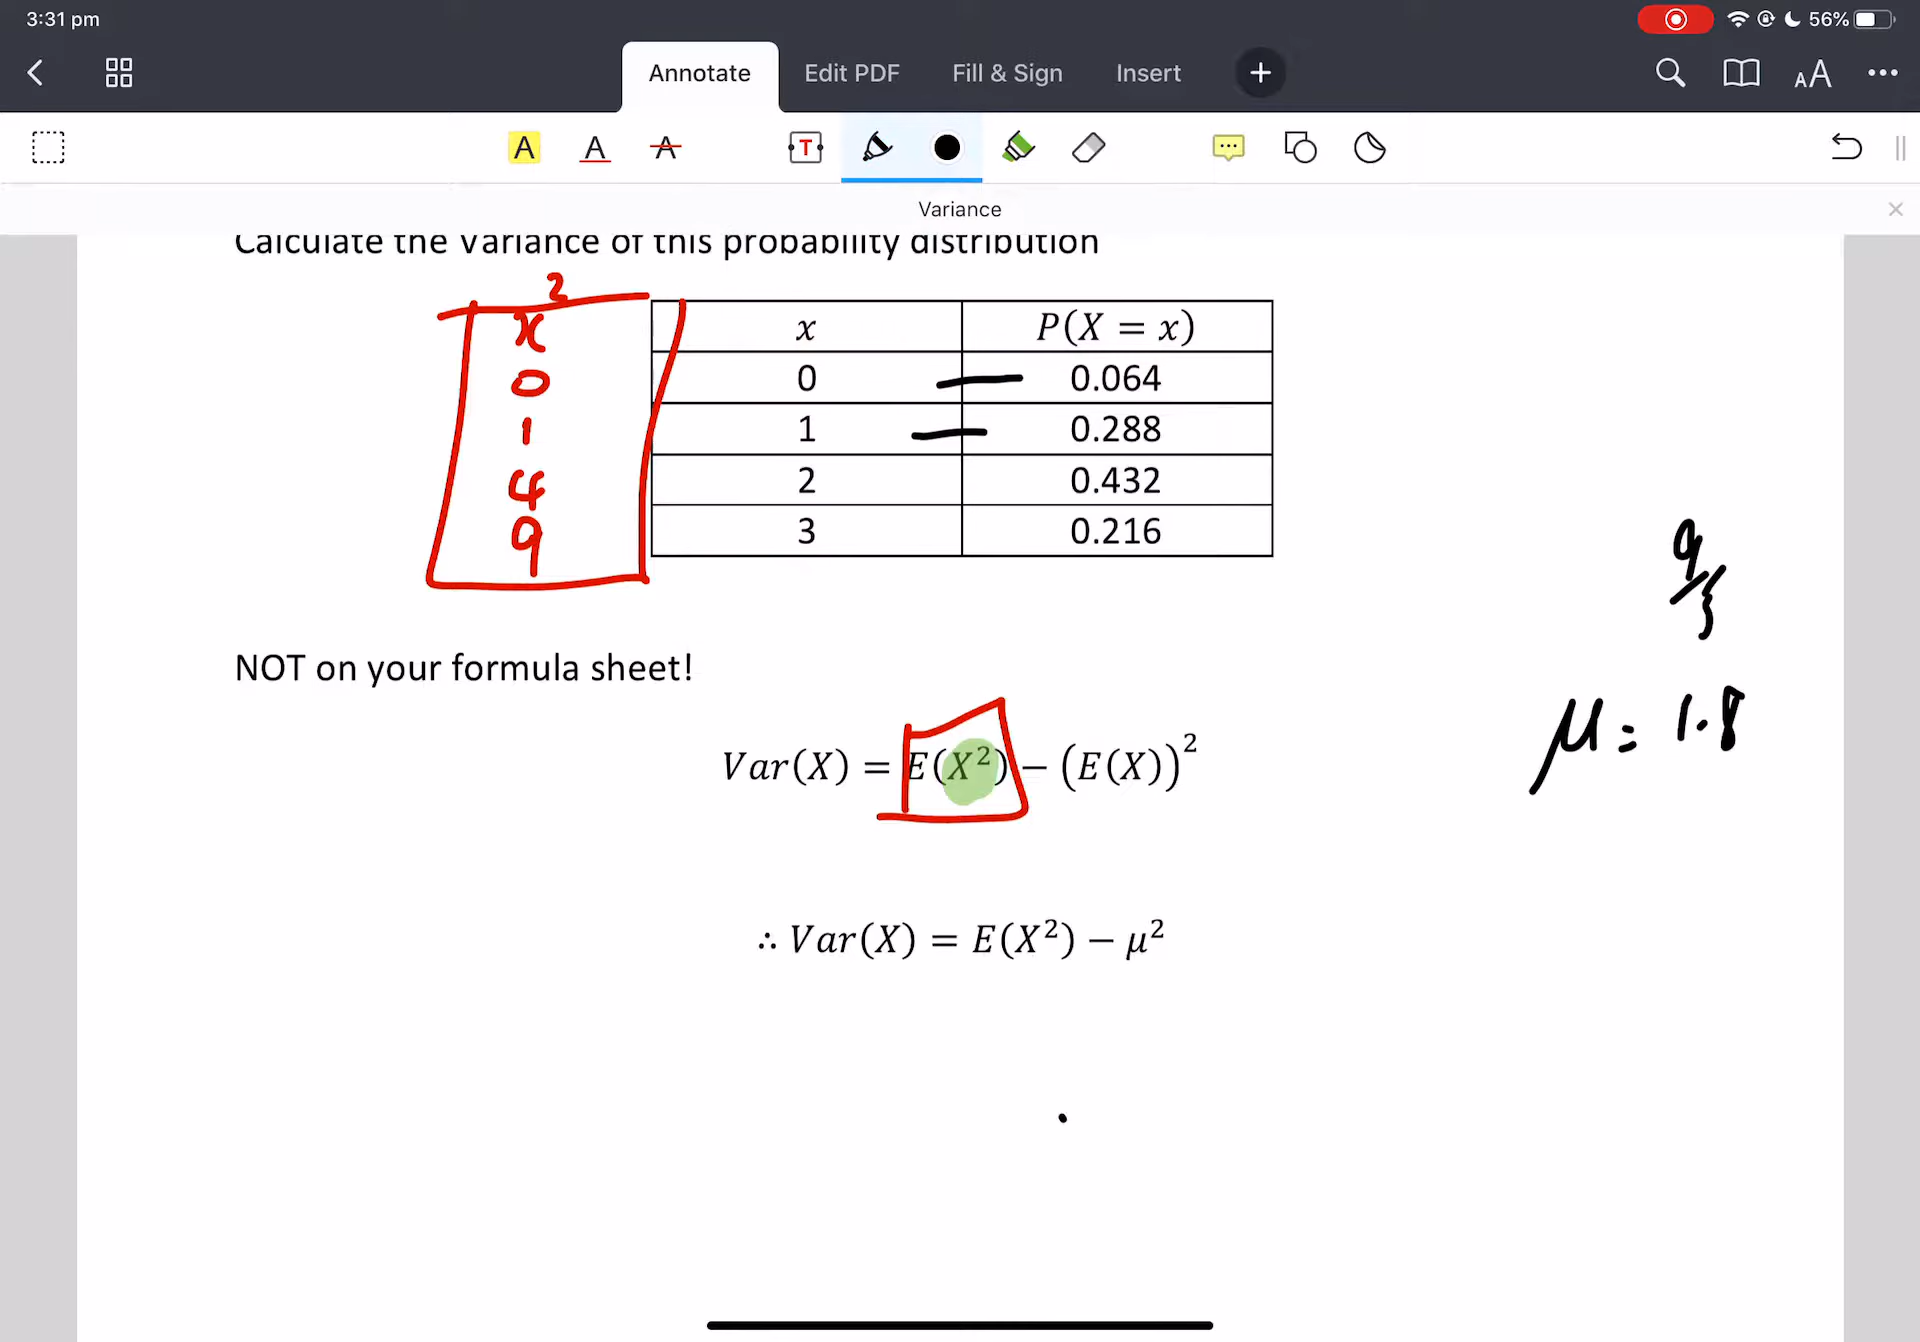 3:31 pm
56%
Annotate Edit PDF Fill & Sign Insert
Variance
Calculate the Variance of this probability distribution
x² x P(X = x)
0 0 0.064
1 1 0.288
4 2 0.432
9 3 0.216
9/5
NOT on your formula sheet!
μ = 1.8
Var(X) = E(X²) − (E(X))²
∴ Var(X) = E(X²) − μ²